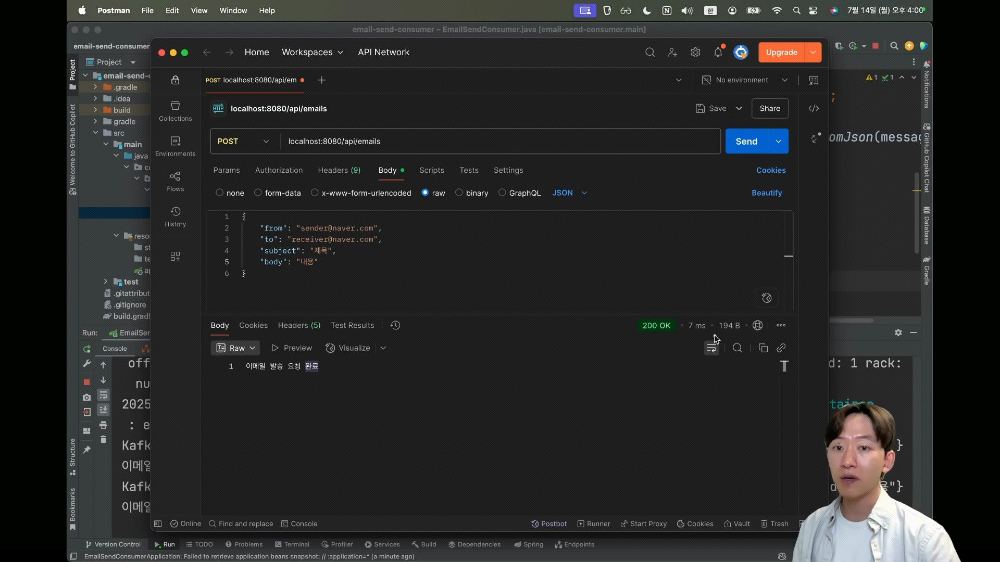 Postman File Edit View Window Help
한
7월 14일 (월) 오후 4:00
email-send-consumer – EmailSendConsumer.java [email-send-consumer.main]
email-send-consumer
Home Workspaces API Network
Upgrade
Project
POST localhost:8080/api/em
No environment
1 1
email-send-
.gradle
.idea
build
gradle
src
main
java
reso
test
.gitattribut
.gitignore
build.gradl
Project
Welcome to GitHub Copilot
Structure
Bookmarks
Collections
Environments
Flows
History
HTTP localhost:8080/api/emails
Save
Share
POST
localhost:8080/api/emails
Send
Params Authorization Headers (9) Body Scripts Tests Settings
Cookies
none form-data x-www-form-urlencoded raw binary GraphQL JSON
Beautify
1 {
2 "from": "sender@naver.com",
3 "to": "receiver@naver.com",
4 "subject": "제목",
5 "body": "내용"
6 }
;
omJson(messag
Notifications
GitHub Copilot Chat
Database
Gradle
Body Cookies Headers (5) Test Results
200 OK • 7 ms • 194 B
Raw Preview Visualize
1 이메일 발송 요청 완료
Run: EmailSer
Console
off
d: 1 rack:
nu
2025
: e
Kafk
이메일
Kafk
용"}
이메일
Online Find and replace Console
Postbot Runner Start Proxy Cookies Vault Trash
Version Control Run TODO Problems Terminal Profiler Services Build Dependencies Spring Endpoints
EmailSendConsumerApplication: Failed to retrieve application beans snapshot: // :application=* (a minute ago)